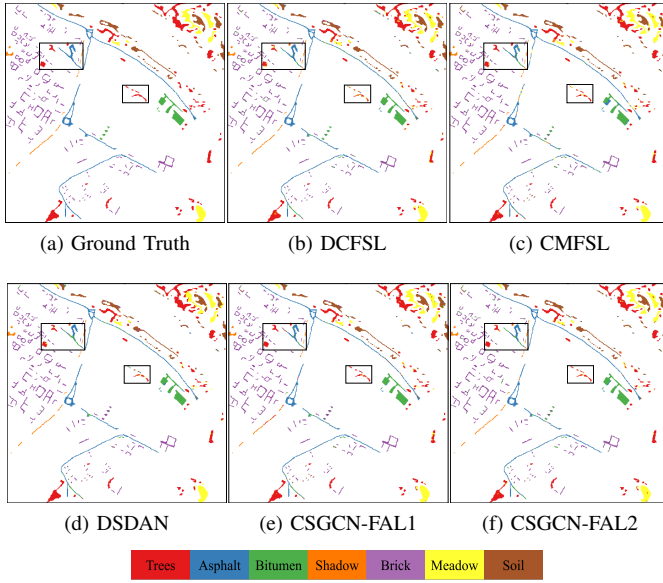 (a) Ground Truth (b) DCFSL (c) CMFSL
(d) DSDAN (e) CSGCN-FAL1 (f) CSGCN-FAL2
Trees Asphalt Bitumen Shadow Brick Meadow Soil